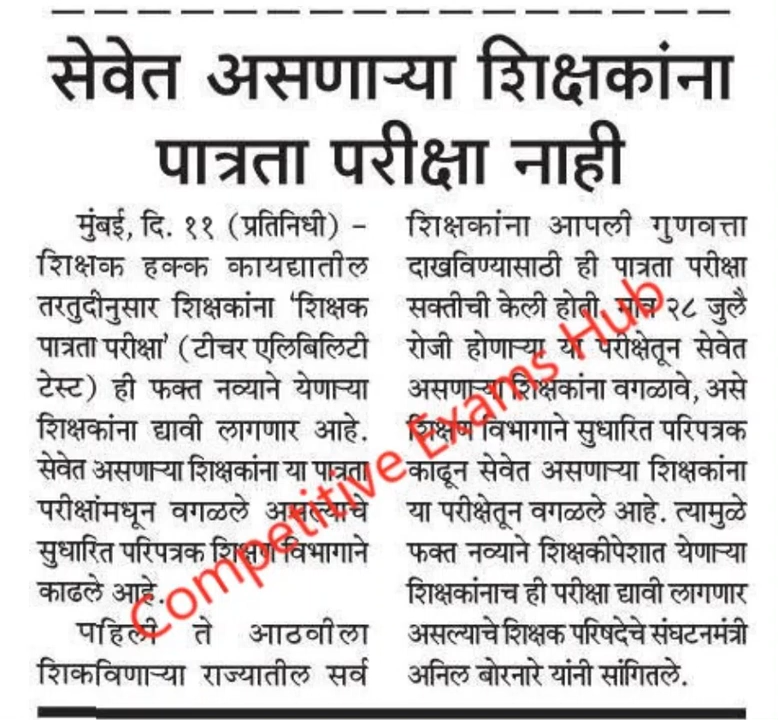 सेवेत असणाऱ्या शिक्षकांना
पात्रता परीक्षा नाही
मुंबई, दि. ११ (प्रतिनिधी) –
शिक्षक हक्क कायद्यातील
तरतुदीनुसार शिक्षकांना 'शिक्षक
पात्रता परीक्षा' (टीचर एलिबिलिटी
टेस्ट) ही फक्त नव्याने येणाऱ्या
शिक्षकांना द्यावी लागणार आहे.
सेवेत असणाऱ्या शिक्षकांना या पात्रता
परीक्षांमधून वगळले असल्याचे
सुधारित परिपत्रक शिक्षण विभागाने
काढले आहे.
पहिली ते आठवीला
शिकविणाऱ्या राज्यातील सर्व
शिक्षकांना आपली गुणवत्ता
दाखविण्यासाठी ही पात्रता परीक्षा
सक्तीची केली होती. मात्र २८ जुलै
रोजी होणाऱ्या या परीक्षेतून सेवेत
असणाऱ्या शिक्षकांना वगळावे, असे
शिक्षण विभागाने सुधारित परिपत्रक
काढून सेवेत असणाऱ्या शिक्षकांना
या परीक्षेतून वगळले आहे. त्यामुळे
फक्त नव्याने शिक्षकीपेशात येणाऱ्या
शिक्षकांनाच ही परीक्षा द्यावी लागणार
असल्याचे शिक्षक परिषदेचे संघटनमंत्री
अनिल बोरनारे यांनी सांगितले.
Competitive Exams Hub